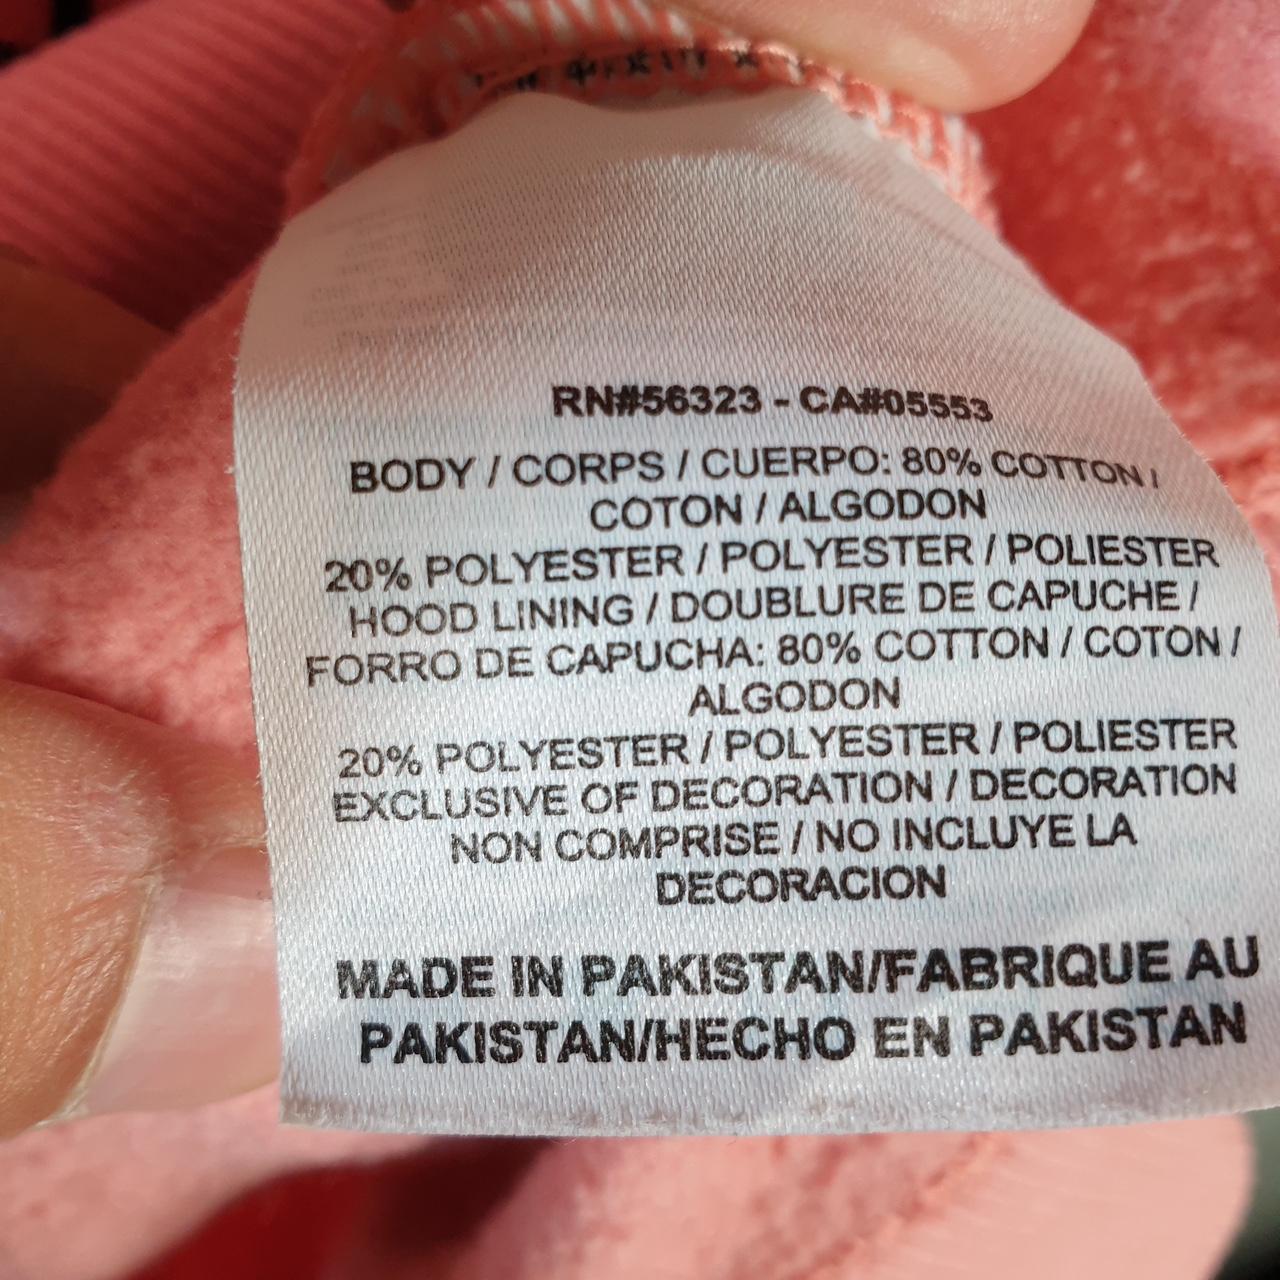 RN#56323 - CA#05553
BODY / CORPS / CUERPO: 80% COTTON /
COTON / ALGODON
20% POLYESTER / POLYESTER / POLIESTER
HOOD LINING / DOUBLURE DE CAPUCHE /
FORRO DE CAPUCHA: 80% COTTON / COTON /
ALGODON
20% POLYESTER / POLYESTER / POLIESTER
EXCLUSIVE OF DECORATION / DECORATION
NON COMPRISE / NO INCLUYE LA
DECORACION
MADE IN PAKISTAN/FABRIQUE AU
PAKISTAN/HECHO EN PAKISTAN